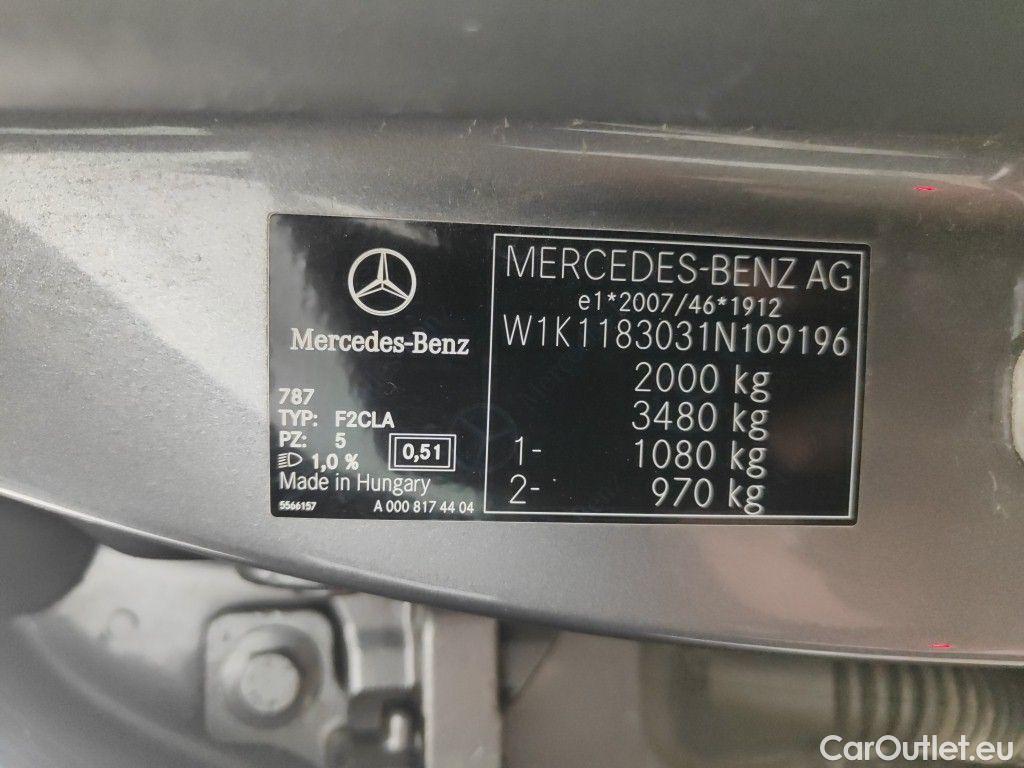 Mercedes-Benz
787
TYP: F2CLA
PZ: 5
1,0 %
0,51
Made in Hungary
5566157 A 000 817 44 04
MERCEDES-BENZ AG
e1*2007/46*1912
W1K1183031N109196
2000 kg
3480 kg
1- 1080 kg
2- 970 kg
CarOutlet.eu